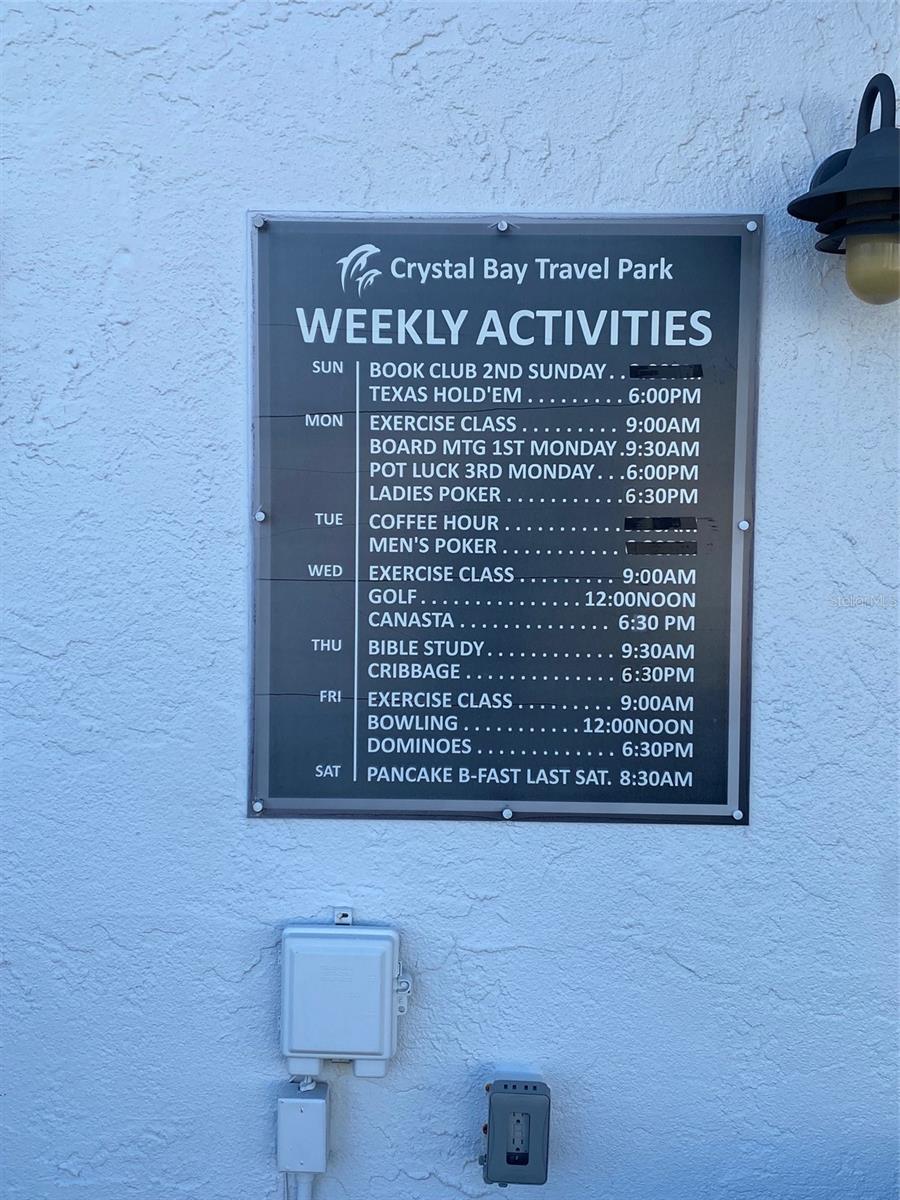 Crystal Bay Travel Park
WEEKLY ACTIVITIES
SUN BOOK CLUB 2ND SUNDAY . .
TEXAS HOLD'EM . . . . . . . . . 6:00PM
MON EXERCISE CLASS . . . . . . . . . 9:00AM
BOARD MTG 1ST MONDAY .9:30AM
POT LUCK 3RD MONDAY . . .6:00PM
LADIES POKER . . . . . . . . . . .6:30PM
TUE COFFEE HOUR . . . . . . . . . . .
MEN'S POKER . . . . . . . . . . .
WED EXERCISE CLASS . . . . . . . . . 9:00AM
GOLF . . . . . . . . . . . . . . . 12:00NOON
CANASTA . . . . . . . . . . . . . . 6:30 PM
THU BIBLE STUDY . . . . . . . . . . . . 9:30AM
CRIBBAGE . . . . . . . . . . . . . . 6:30PM
FRI EXERCISE CLASS . . . . . . . . . 9:00AM
BOWLING . . . . . . . . . . . 12:00NOON
DOMINOES . . . . . . . . . . . . . 6:30PM
SAT PANCAKE B-FAST LAST SAT. 8:30AM
stellarMLS